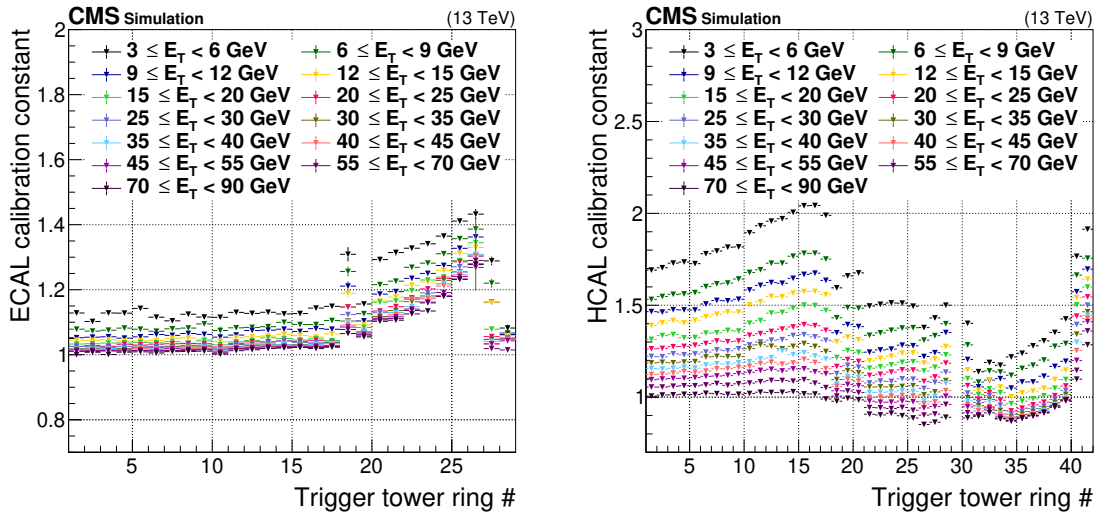 CMS Simulation (13 TeV)
ECAL calibration constant
2
1.8
1.6
1.4
1.2
1
0.8
3 ≤ E_T < 6 GeV 6 ≤ E_T < 9 GeV
9 ≤ E_T < 12 GeV 12 ≤ E_T < 15 GeV
15 ≤ E_T < 20 GeV 20 ≤ E_T < 25 GeV
25 ≤ E_T < 30 GeV 30 ≤ E_T < 35 GeV
35 ≤ E_T < 40 GeV 40 ≤ E_T < 45 GeV
45 ≤ E_T < 55 GeV 55 ≤ E_T < 70 GeV
70 ≤ E_T < 90 GeV
5 10 15 20 25
Trigger tower ring #
CMS Simulation (13 TeV)
HCAL calibration constant
3
2.5
2
1.5
1
3 ≤ E_T < 6 GeV 6 ≤ E_T < 9 GeV
9 ≤ E_T < 12 GeV 12 ≤ E_T < 15 GeV
15 ≤ E_T < 20 GeV 20 ≤ E_T < 25 GeV
25 ≤ E_T < 30 GeV 30 ≤ E_T < 35 GeV
35 ≤ E_T < 40 GeV 40 ≤ E_T < 45 GeV
45 ≤ E_T < 55 GeV 55 ≤ E_T < 70 GeV
70 ≤ E_T < 90 GeV
5 10 15 20 25 30 35 40
Trigger tower ring #